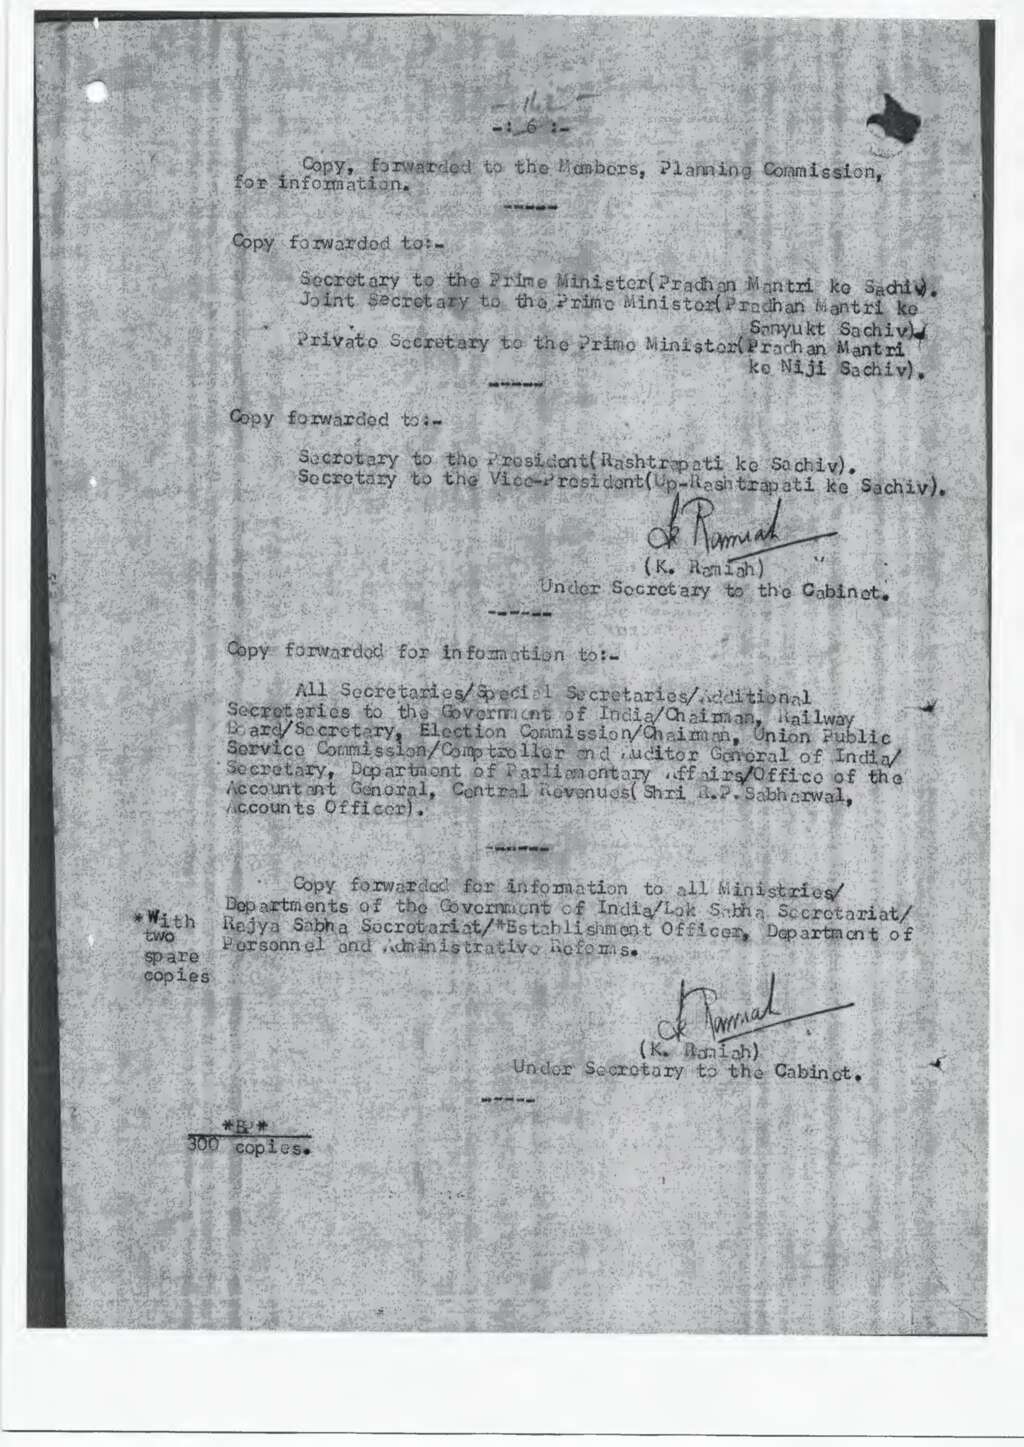 -: 6 :-
Copy, forwarded to the Members, Planning Commission,
for information.
-----
Copy forwarded to:-
Secretary to the Prime Minister(Pradhan Mantri ke Sachiv).
Joint Secretary to the Prime Minister(Pradhan Mantri ke
Sanyukt Sachiv).
Private Secretary to the Prime Minister(Pradhan Mantri
ke Niji Sachiv).
-----
Copy forwarded to:-
Secretary to the President(Rashtrapati ke Sachiv).
Secretary to the Vice-President(Up-Rashtrapati ke Sachiv).
K Ramiah
(K. Ramiah)
Under Secretary to the Cabinet.
------
Copy forwarded for information to:-
All Secretaries/Special Secretaries/Additional
Secretaries to the Government of India/Chairman, Railway
Board/Secretary, Election Commission/Chairman, Union Public
Service Commission/Comptroller and Auditor General of India/
Secretary, Department of Parliamentary Affairs/Office of the
Accountant General, Central Revenues(Shri R.P.Sabharwal,
Accounts Officer).
------
Copy forwarded for information to all Ministries/
Departments of the Government of India/Lok Sabha Secretariat/
Rajya Sabha Secretariat/*Establishment Officer, Department of
Personnel and Administrative Reforms.
*With
two
spare
copies
K Ramiah
(K. Ramiah)
Under Secretary to the Cabinet.
-----
300 copies.